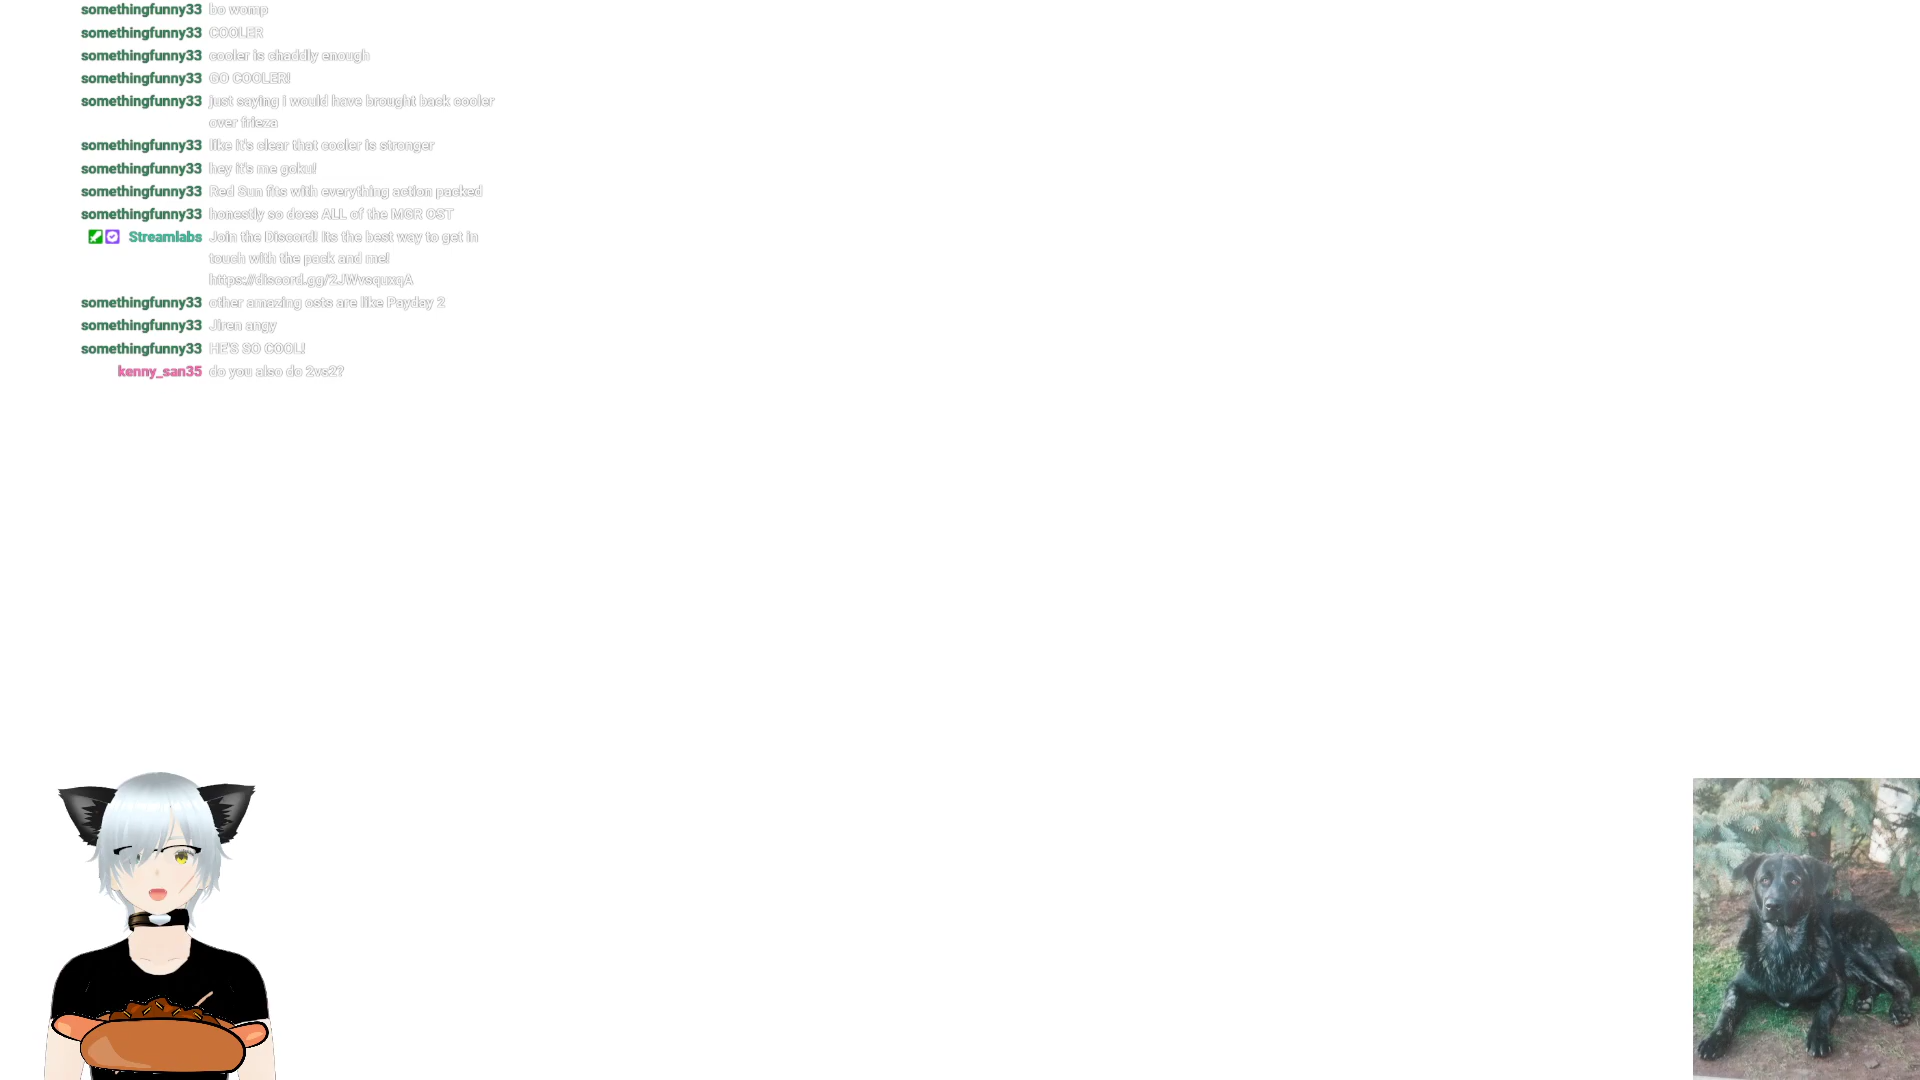 somethingfunny33 bo womp
somethingfunny33 COOLER
somethingfunny33 cooler is chaddly enough
somethingfunny33 GO COOLER!
somethingfunny33 just saying I would have brought back cooler
over frieza
somethingfunny33 like it's clear that cooler is stronger
somethingfunny33 hey it's me goku!
somethingfunny33 Red Sun fits with everything action packed
somethingfunny33 honestly so does ALL of the MGR OST
Streamlabs Join the Discord! Its the best way to get in
touch with the pack and me!
https://discord.gg/2JWvsquxqA
somethingfunny33 other amazing osts are like Payday 2
somethingfunny33 Jiren angy
somethingfunny33 HE'S SO COOL!
kenny_san35 do you also do 2vs2?